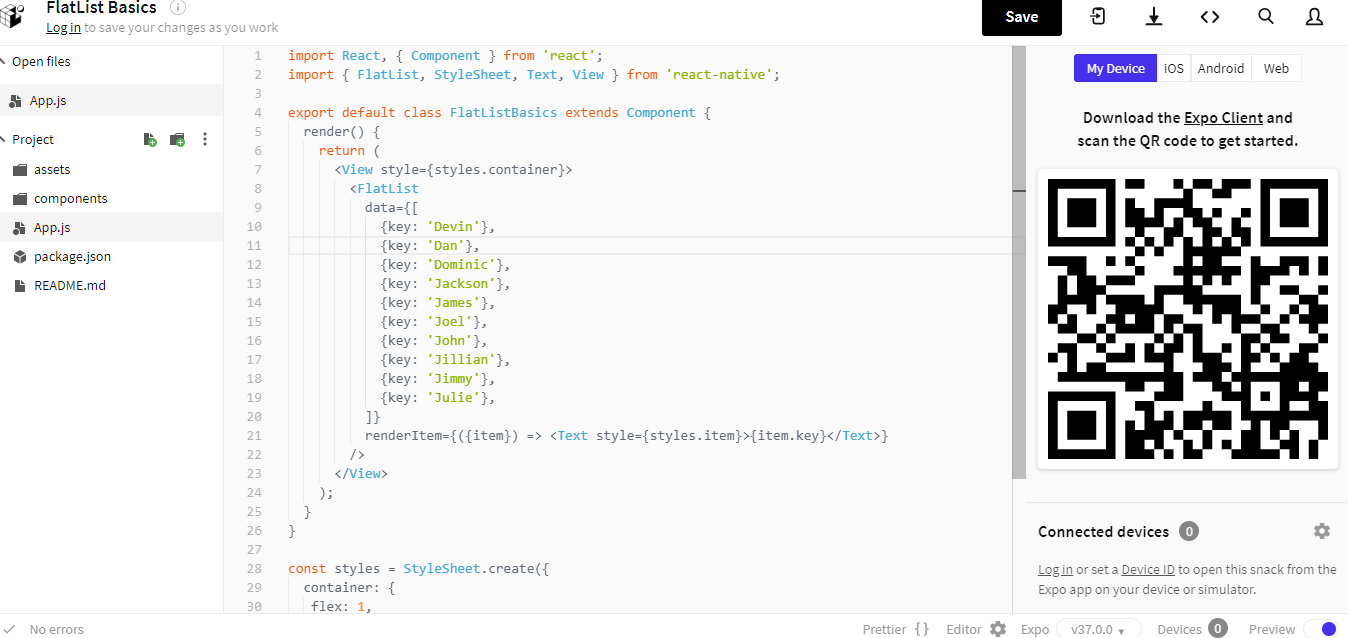 FlatList Basics
Log in to save your changes as you work
Save
Open files
App.js
Project
assets
components
App.js
package.json
README.md
1 import React, { Component } from 'react';
2 import { FlatList, StyleSheet, Text, View } from 'react-native';
3
4 export default class FlatListBasics extends Component {
5 render() {
6 return (
7 <View style={styles.container}>
8 <FlatList
9 data={[
10 {key: 'Devin'},
11 {key: 'Dan'},
12 {key: 'Dominic'},
13 {key: 'Jackson'},
14 {key: 'James'},
15 {key: 'Joel'},
16 {key: 'John'},
17 {key: 'Jillian'},
18 {key: 'Jimmy'},
19 {key: 'Julie'},
20 ]}
21 renderItem={({item}) => <Text style={styles.item}>{item.key}</Text>}
22 />
23 </View>
24 );
25 }
26 }
27
28 const styles = StyleSheet.create({
29 container: {
30 flex: 1,
My Device iOS Android Web
Download the Expo Client and
scan the QR code to get started.
Connected devices 0
Log in or set a Device ID to open this snack from the
Expo app on your device or simulator.
No errors
Prettier {} Editor Expo v37.0.0 Devices 0 Preview